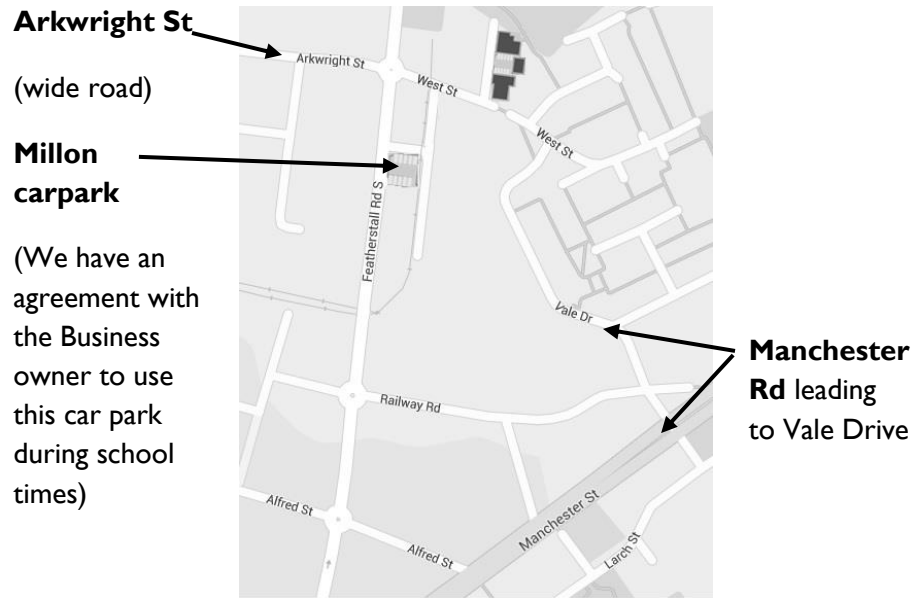 Arkwright St
(wide road)
Millon
carpark
(We have an
agreement with
the Business
owner to use
this car park
during school
times)
Arkwright St
West St
West St
Featherstall Rd S
Vale Dr
Railway Rd
Alfred St
Alfred St
Manchester St
Larch St
Manchester
Rd leading
to Vale Drive